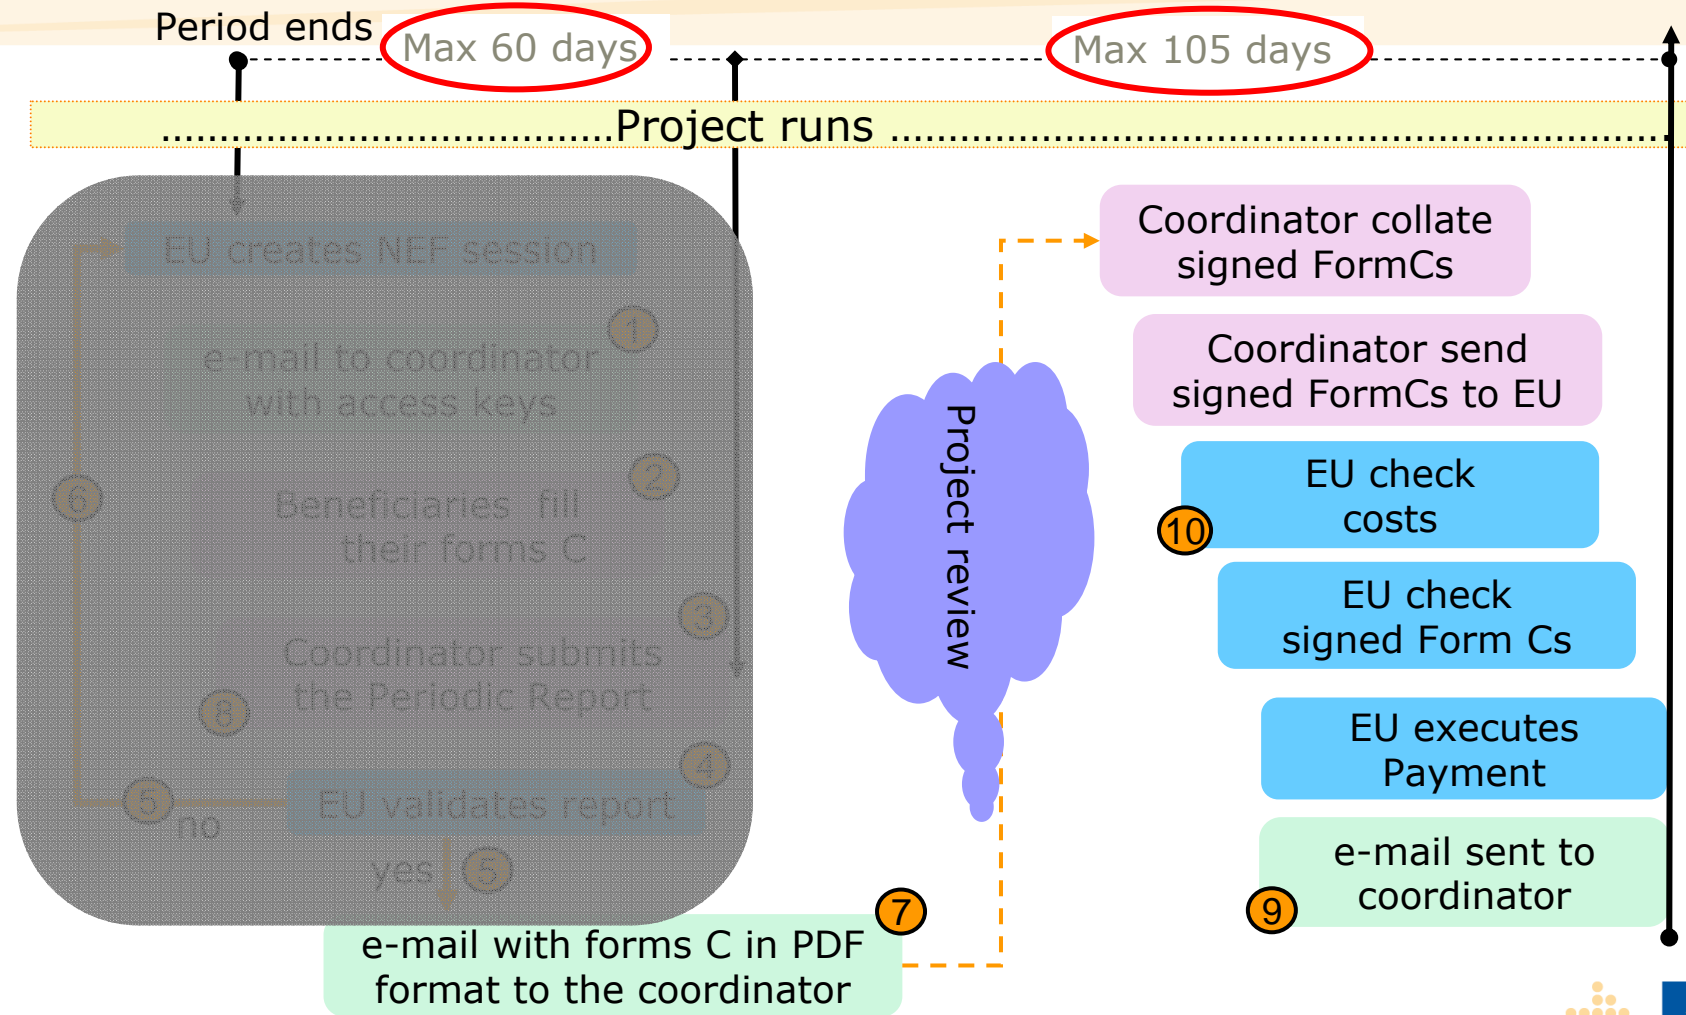 Period ends
Max 60 days
Max 105 days
....................................Project runs ....................................................................
EU creates NEF session
1
e-mail to coordinator
with access keys
2
Beneficiaries fill
their forms C
6
3
Coordinator submits
the Periodic Report
8
4
EU validates report
5
no
yes
5
7
e-mail with forms C in PDF
format to the coordinator
Project review
Coordinator collate
signed FormCs
Coordinator send
signed FormCs to EU
EU check
costs
10
EU check
signed Form Cs
EU executes
Payment
e-mail sent to
coordinator
9